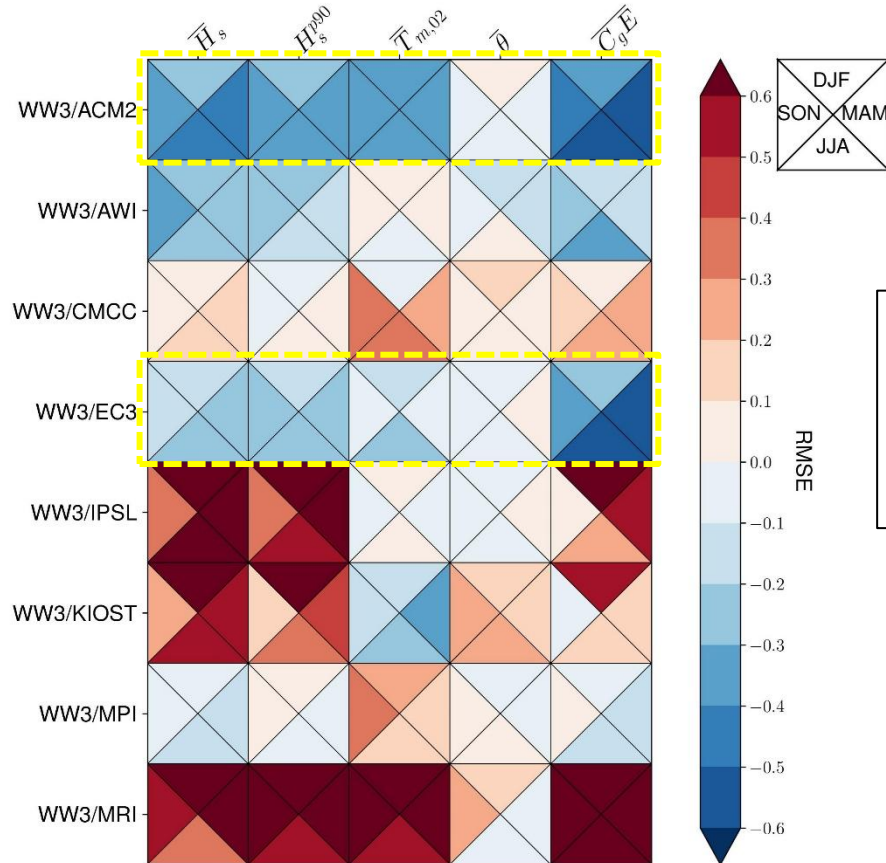 H̅ₛ H̅ₛᵖ⁹⁰ T̅ₘ,₀₂ θ̅ C̅g̅E̅
WW3/ACM2
WW3/AWI
WW3/CMCC
WW3/EC3
WW3/IPSL
WW3/KIOST
WW3/MPI
WW3/MRI
0.6
0.5
0.4
0.3
0.2
0.1
0.0
−0.1
−0.2
−0.3
−0.4
−0.5
−0.6
RMSE
DJF
SON MAM
JJA